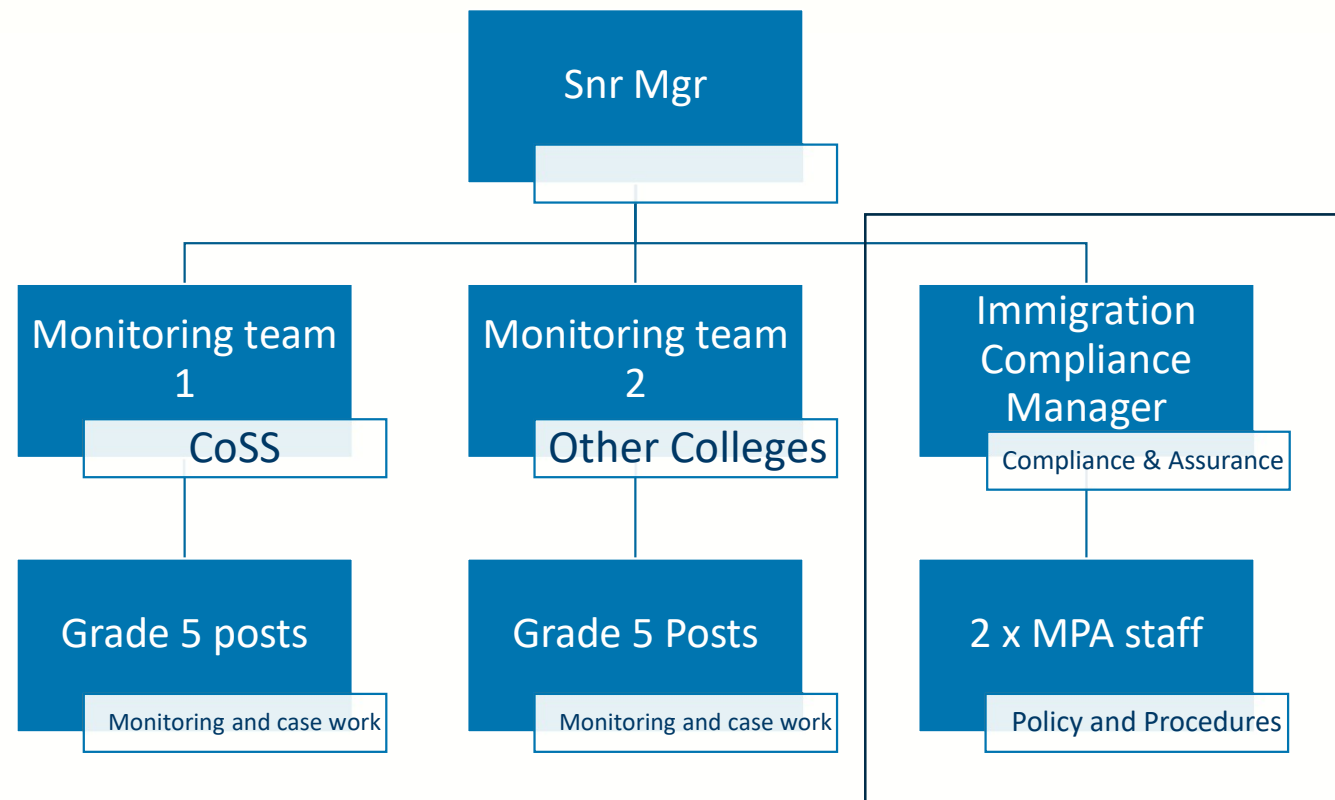 Snr Mgr
Monitoring team
1
CoSS
Monitoring team
2
Other Colleges
Immigration
Compliance
Manager
Compliance & Assurance
Grade 5 posts
Monitoring and case work
Grade 5 Posts
Monitoring and case work
2 x MPA staff
Policy and Procedures